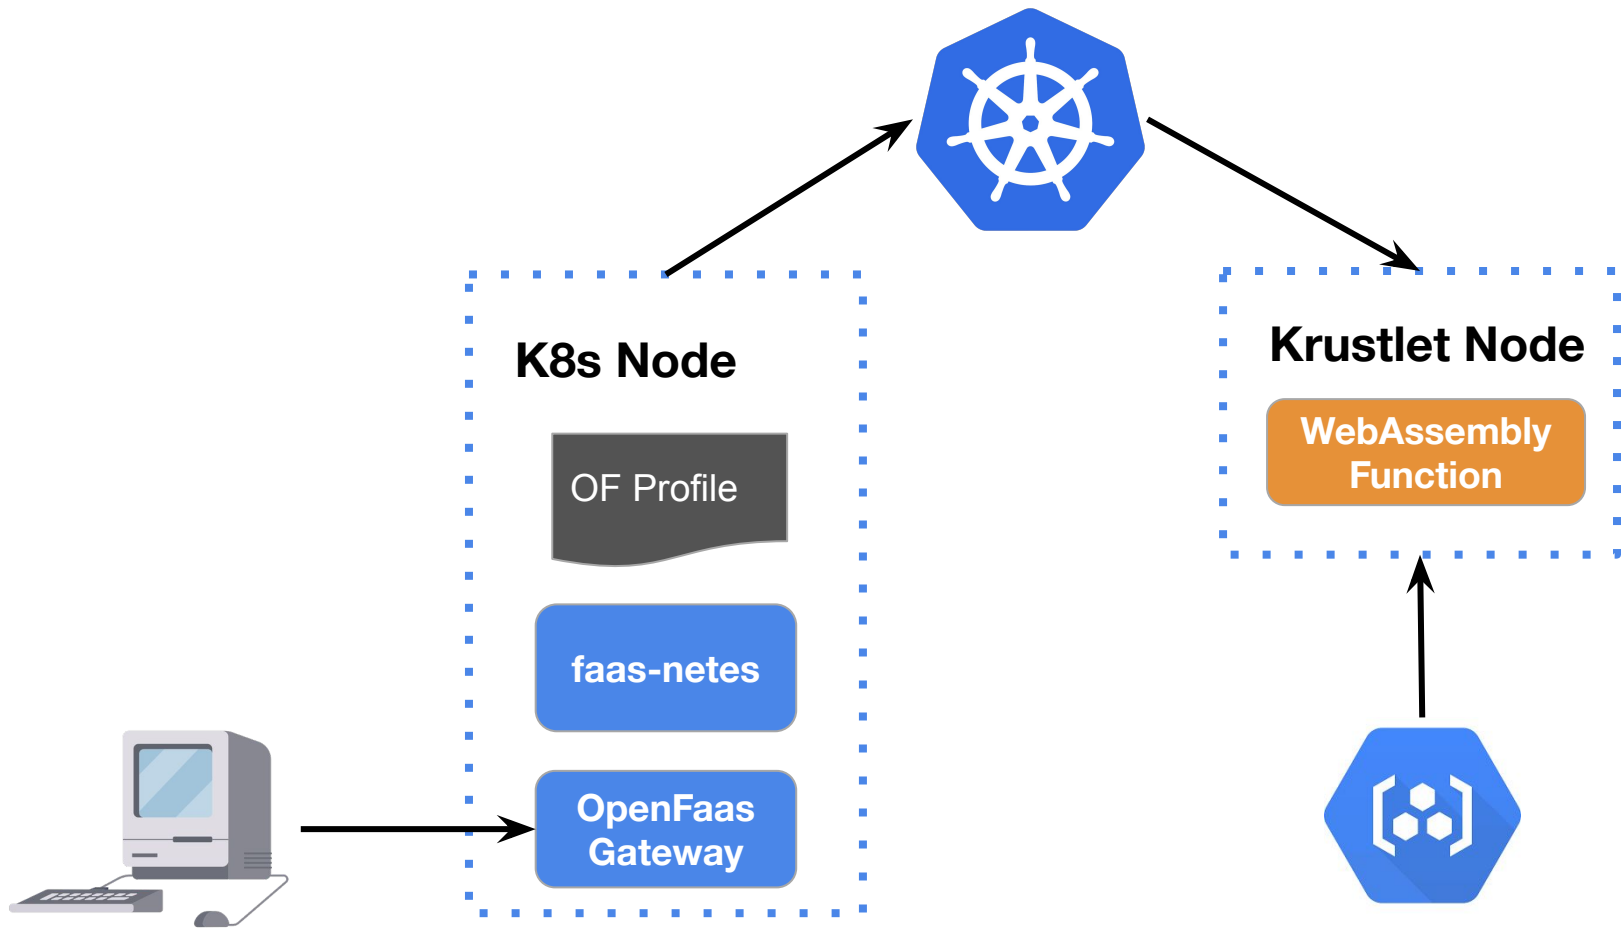 K8s Node
OF Profile
faas-netes
OpenFaas
Gateway
Krustlet Node
WebAssembly
Function